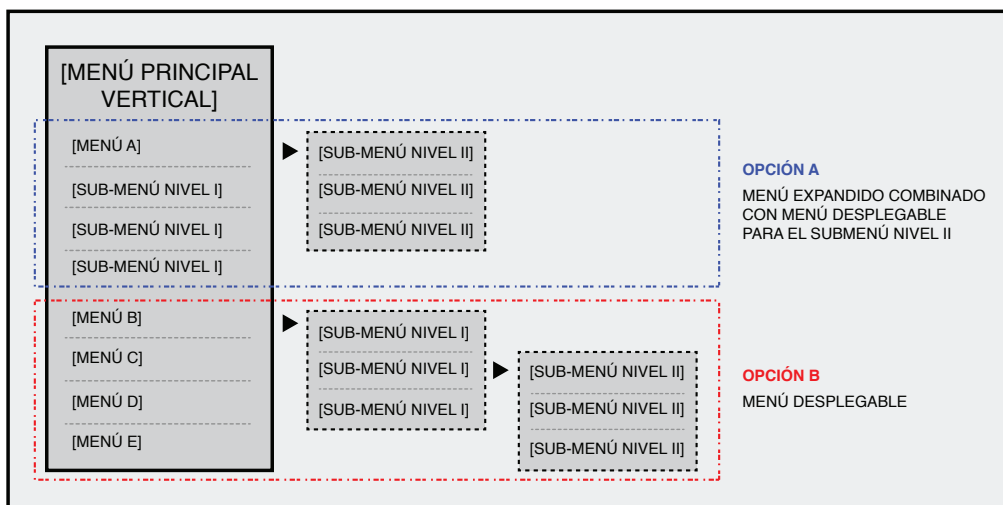 [MENÚ PRINCIPAL
VERTICAL]
[MENÚ A]
[SUB-MENÚ NIVEL I]
[SUB-MENÚ NIVEL I]
[SUB-MENÚ NIVEL I]
[SUB-MENÚ NIVEL II]
[SUB-MENÚ NIVEL II]
[SUB-MENÚ NIVEL II]
OPCIÓN A
MENÚ EXPANDIDO COMBINADO
CON MENÚ DESPLEGABLE
PARA EL SUBMENÚ NIVEL II
[MENÚ B]
[MENÚ C]
[MENÚ D]
[MENÚ E]
[SUB-MENÚ NIVEL I]
[SUB-MENÚ NIVEL I]
[SUB-MENÚ NIVEL I]
[SUB-MENÚ NIVEL II]
[SUB-MENÚ NIVEL II]
[SUB-MENÚ NIVEL II]
OPCIÓN B
MENÚ DESPLEGABLE